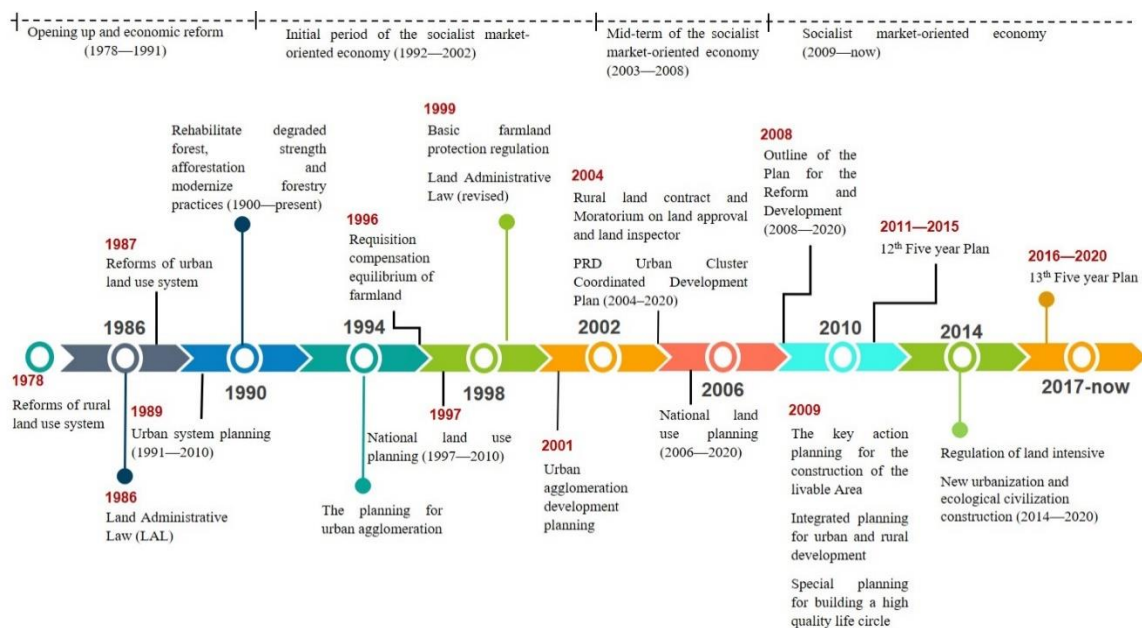 Opening up and economic reform
(1978—1991)
Initial period of the socialist market-
oriented economy (1992—2002)
Mid-term of the socialist
market-oriented economy
(2003—2008)
Socialist market-oriented economy
(2009—now)
Rehabilitate degraded
forest, strength
afforestation and
modernize forestry
practices (1900—present)
1999
Basic farmland
protection regulation
Land Administrative
Law (revised)
2008
Outline of the
Plan for the
Reform and
Development
(2008—2020)
2004
Rural land contract and
Moratorium on land approval
and land inspector
PRD Urban Cluster
Coordinated Development
Plan (2004–2020)
1987
Reforms of urban
land use system
1996
Requisition
compensation
equilibrium of
farmland
2011—2015
12th Five year Plan
2016—2020
13th Five year Plan
1986
1994
2002
2010
2014
1990
1998
2006
2017-now
1978
Reforms of rural
land use system
1989
Urban system planning
(1991—2010)
1986
Land Administrative
Law (LAL)
The planning for
urban agglomeration
1997
National land use
planning (1997—2010)
2001
Urban
agglomeration
development
planning
National land
use planning
(2006—2020)
2009
The key action
planning for the
construction of the
livable Area
Integrated planning
for urban and rural
development
Special planning
for building a high
quality life circle
Regulation of land intensive
New urbanization and
ecological civilization
construction (2014—2020)